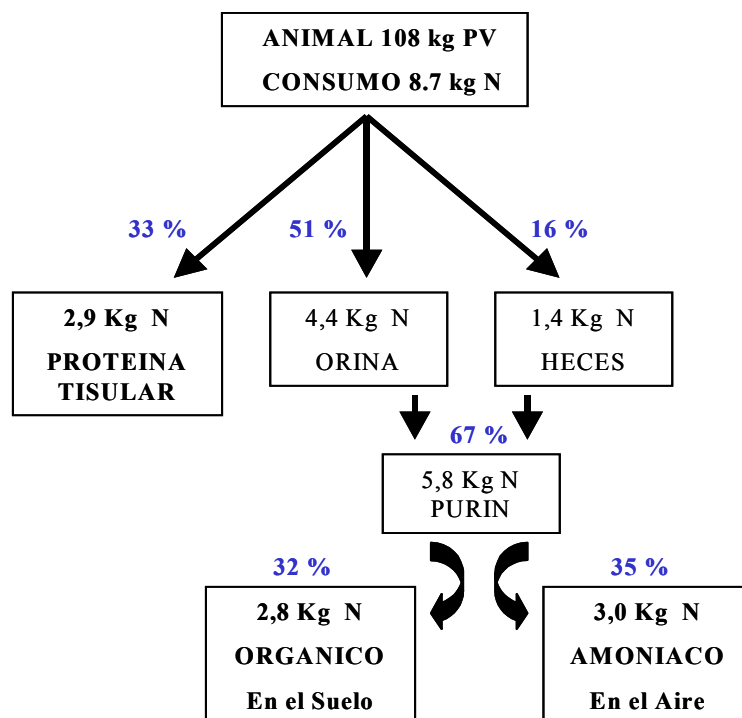 ANIMAL 108 kg PV
CONSUMO 8.7 kg N
33 %
51 %
16 %
2,9 Kg N
PROTEINA
TISULAR
4,4 Kg N
ORINA
1,4 Kg N
HECES
67 %
5,8 Kg N
PURIN
32 %
35 %
2,8 Kg N
ORGANICO
En el Suelo
3,0 Kg N
AMONIACO
En el Aire